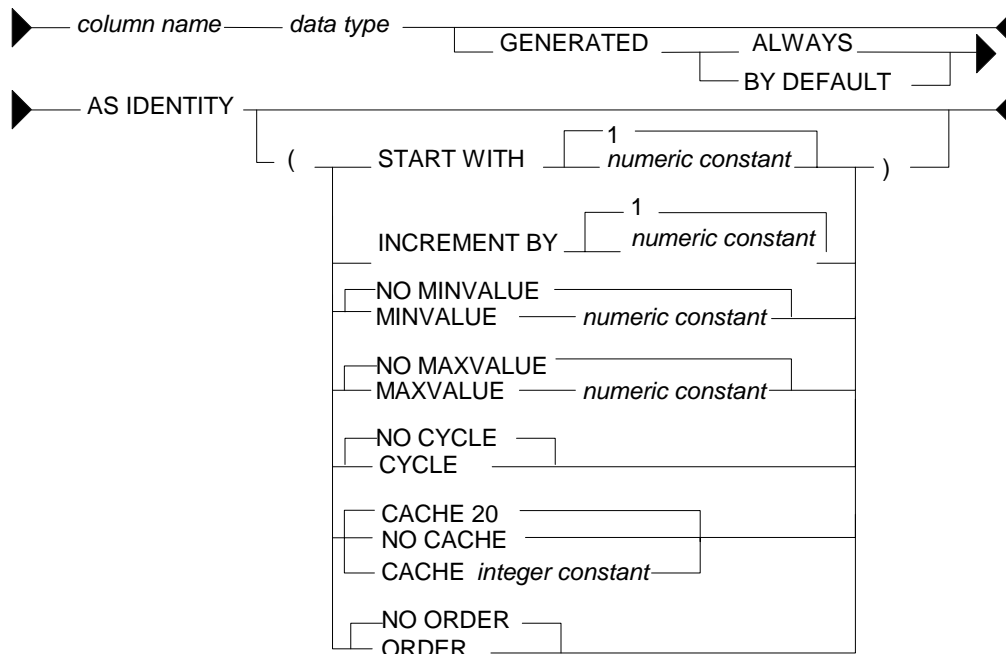 column name data type GENERATED ALWAYS
BY DEFAULT
AS IDENTITY
1
( START WITH numeric constant )
1
INCREMENT BY numeric constant
NO MINVALUE
MINVALUE numeric constant
NO MAXVALUE
MAXVALUE numeric constant
NO CYCLE
CYCLE
CACHE 20
NO CACHE
CACHE integer constant
NO ORDER
ORDER